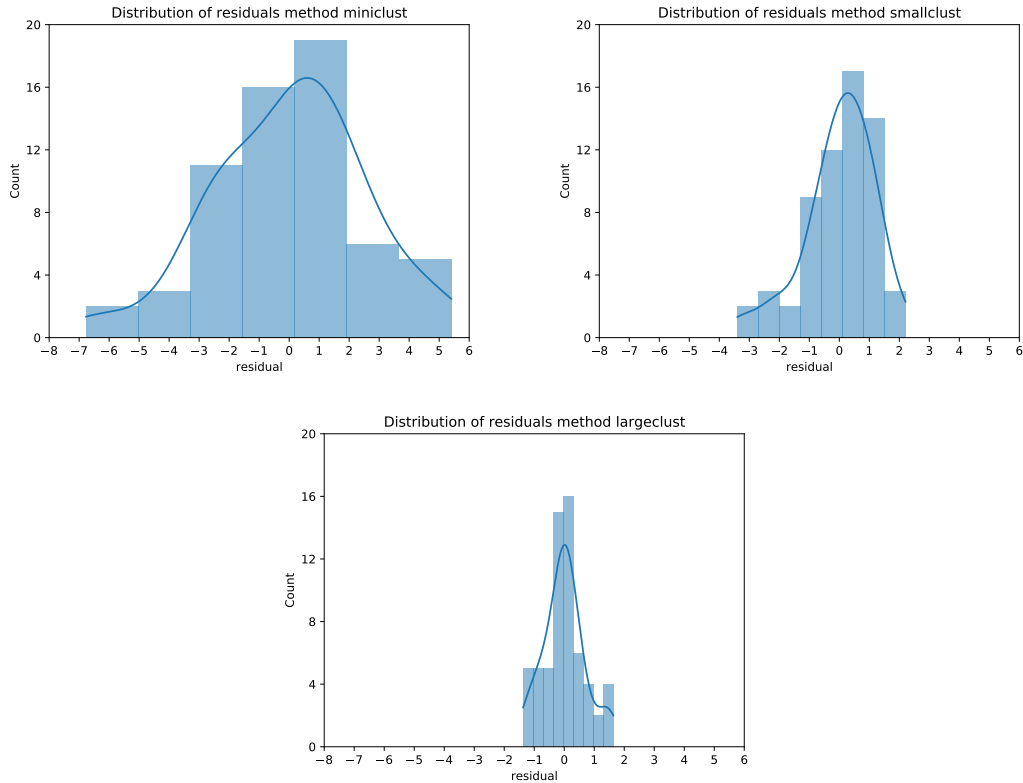 Distribution of residuals method miniclust
20
16
12
8
4
0
Count
−8 −7 −6 −5 −4 −3 −2 −1 0 1 2 3 4 5 6
residual
Distribution of residuals method smallclust
20
16
12
8
4
0
Count
−8 −7 −6 −5 −4 −3 −2 −1 0 1 2 3 4 5 6
residual
Distribution of residuals method largeclust
20
16
12
8
4
0
Count
−8 −7 −6 −5 −4 −3 −2 −1 0 1 2 3 4 5 6
residual